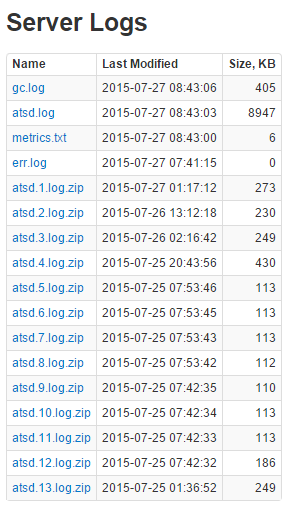 Server Logs
Name Last Modified Size, KB
gc.log 2015-07-27 08:43:06 405
atsd.log 2015-07-27 08:43:03 8947
metrics.txt 2015-07-27 08:43:00 6
err.log 2015-07-27 07:41:15 0
atsd.1.log.zip 2015-07-27 01:17:12 273
atsd.2.log.zip 2015-07-26 13:12:18 230
atsd.3.log.zip 2015-07-26 02:16:42 249
atsd.4.log.zip 2015-07-25 20:43:56 430
atsd.5.log.zip 2015-07-25 07:53:46 113
atsd.6.log.zip 2015-07-25 07:53:45 113
atsd.7.log.zip 2015-07-25 07:53:43 113
atsd.8.log.zip 2015-07-25 07:53:42 112
atsd.9.log.zip 2015-07-25 07:42:35 110
atsd.10.log.zip 2015-07-25 07:42:34 113
atsd.11.log.zip 2015-07-25 07:42:33 113
atsd.12.log.zip 2015-07-25 07:42:32 186
atsd.13.log.zip 2015-07-25 01:36:52 249